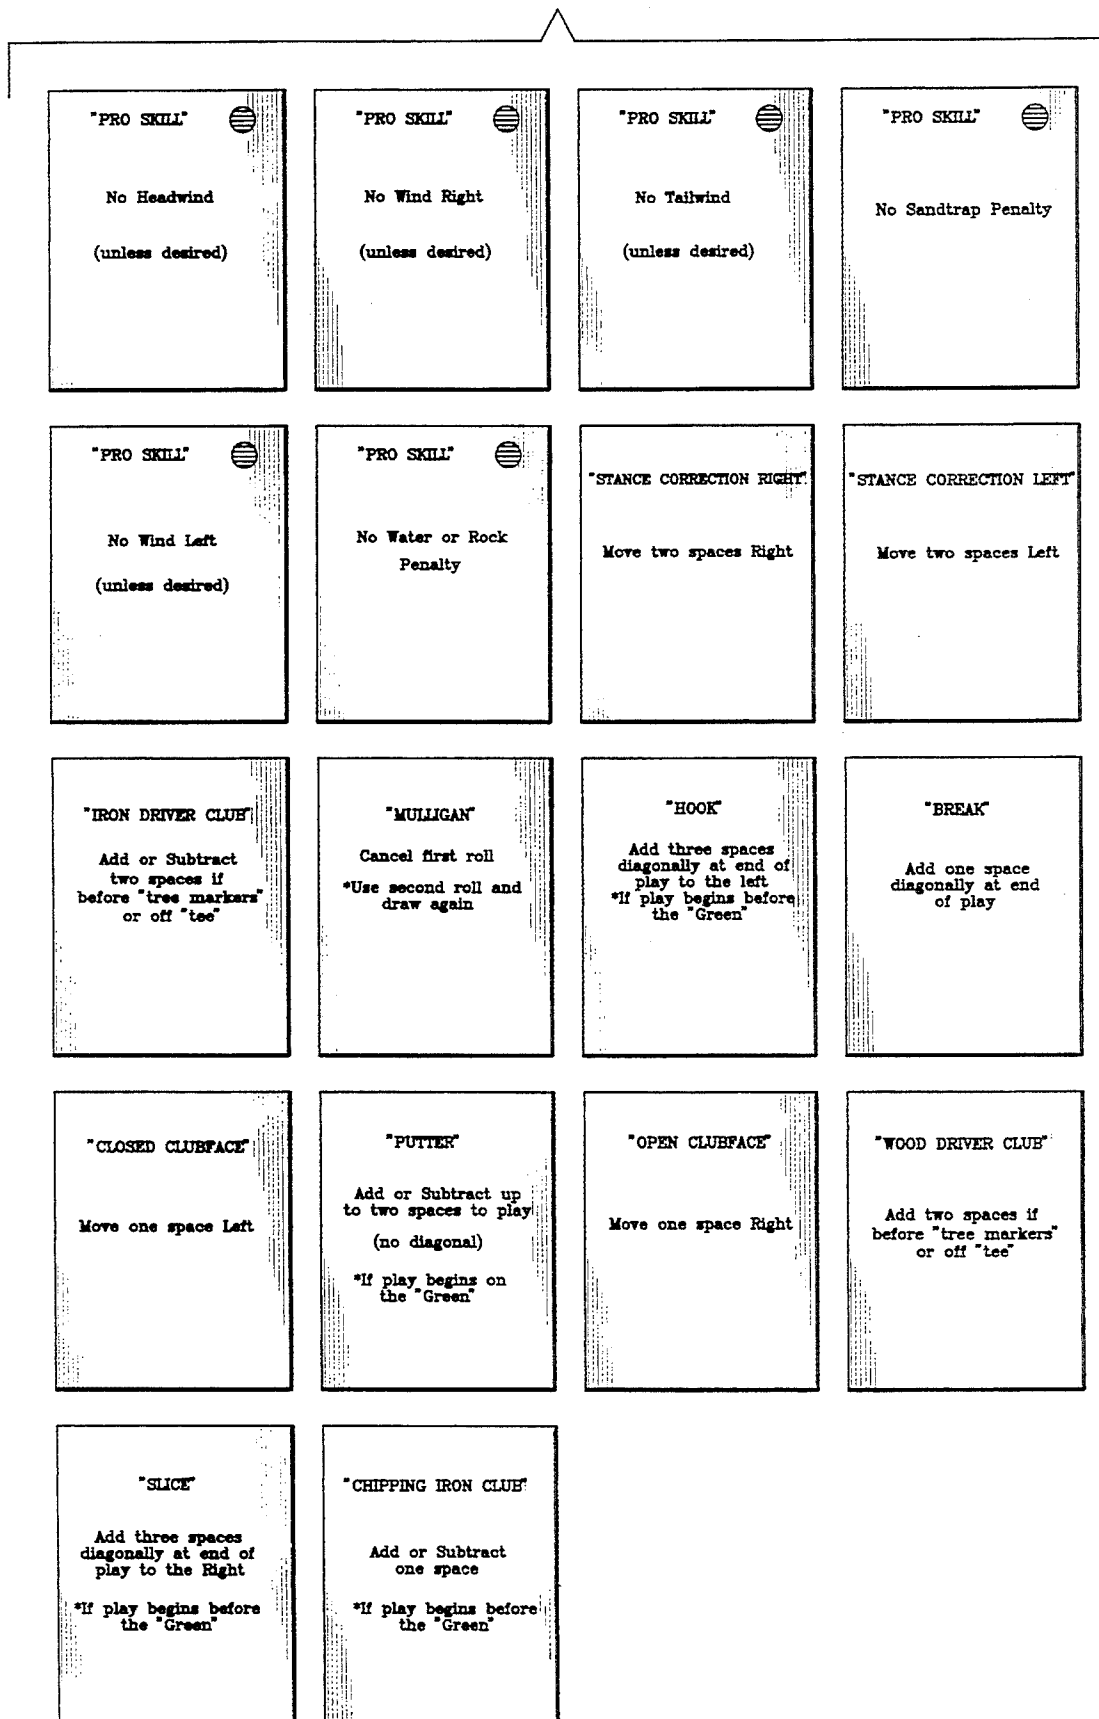 "PRO SKILL"
No Headwind
(unless desired)
"PRO SKILL"
No Wind Right
(unless desired)
"PRO SKILL"
No Tailwind
(unless desired)
"PRO SKILL"
No Sandtrap Penalty
"PRO SKILL"
No Wind Left
(unless desired)
"PRO SKILL"
No Water or Rock
Penalty
"STANCE CORRECTION RIGHT"
Move two spaces Right
"STANCE CORRECTION LEFT"
Move two spaces Left
"IRON DRIVER CLUB"
Add or Subtract
two spaces if
before "tree markers"
or off "tee"
"MULLIGAN"
Cancel first roll
*Use second roll and
draw again
"HOOK"
Add three spaces
diagonally at end of
play to the left
*If play begins before
the "Green"
"BREAK"
Add one space
diagonally at end
of play
"CLOSED CLUBFACE"
Move one space Left
"PUTTER"
Add or Subtract up
to two spaces to play
(no diagonal)
*If play begins on
the "Green"
"OPEN CLUBFACE"
Move one space Right
"WOOD DRIVER CLUB"
Add two spaces if
before "tree markers"
or off "tee"
"SLICE"
Add three spaces
diagonally at end of
play to the Right
*If play begins before
the "Green"
"CHIPPING IRON CLUB"
Add or Subtract
one space
*If play begins before
the "Green"